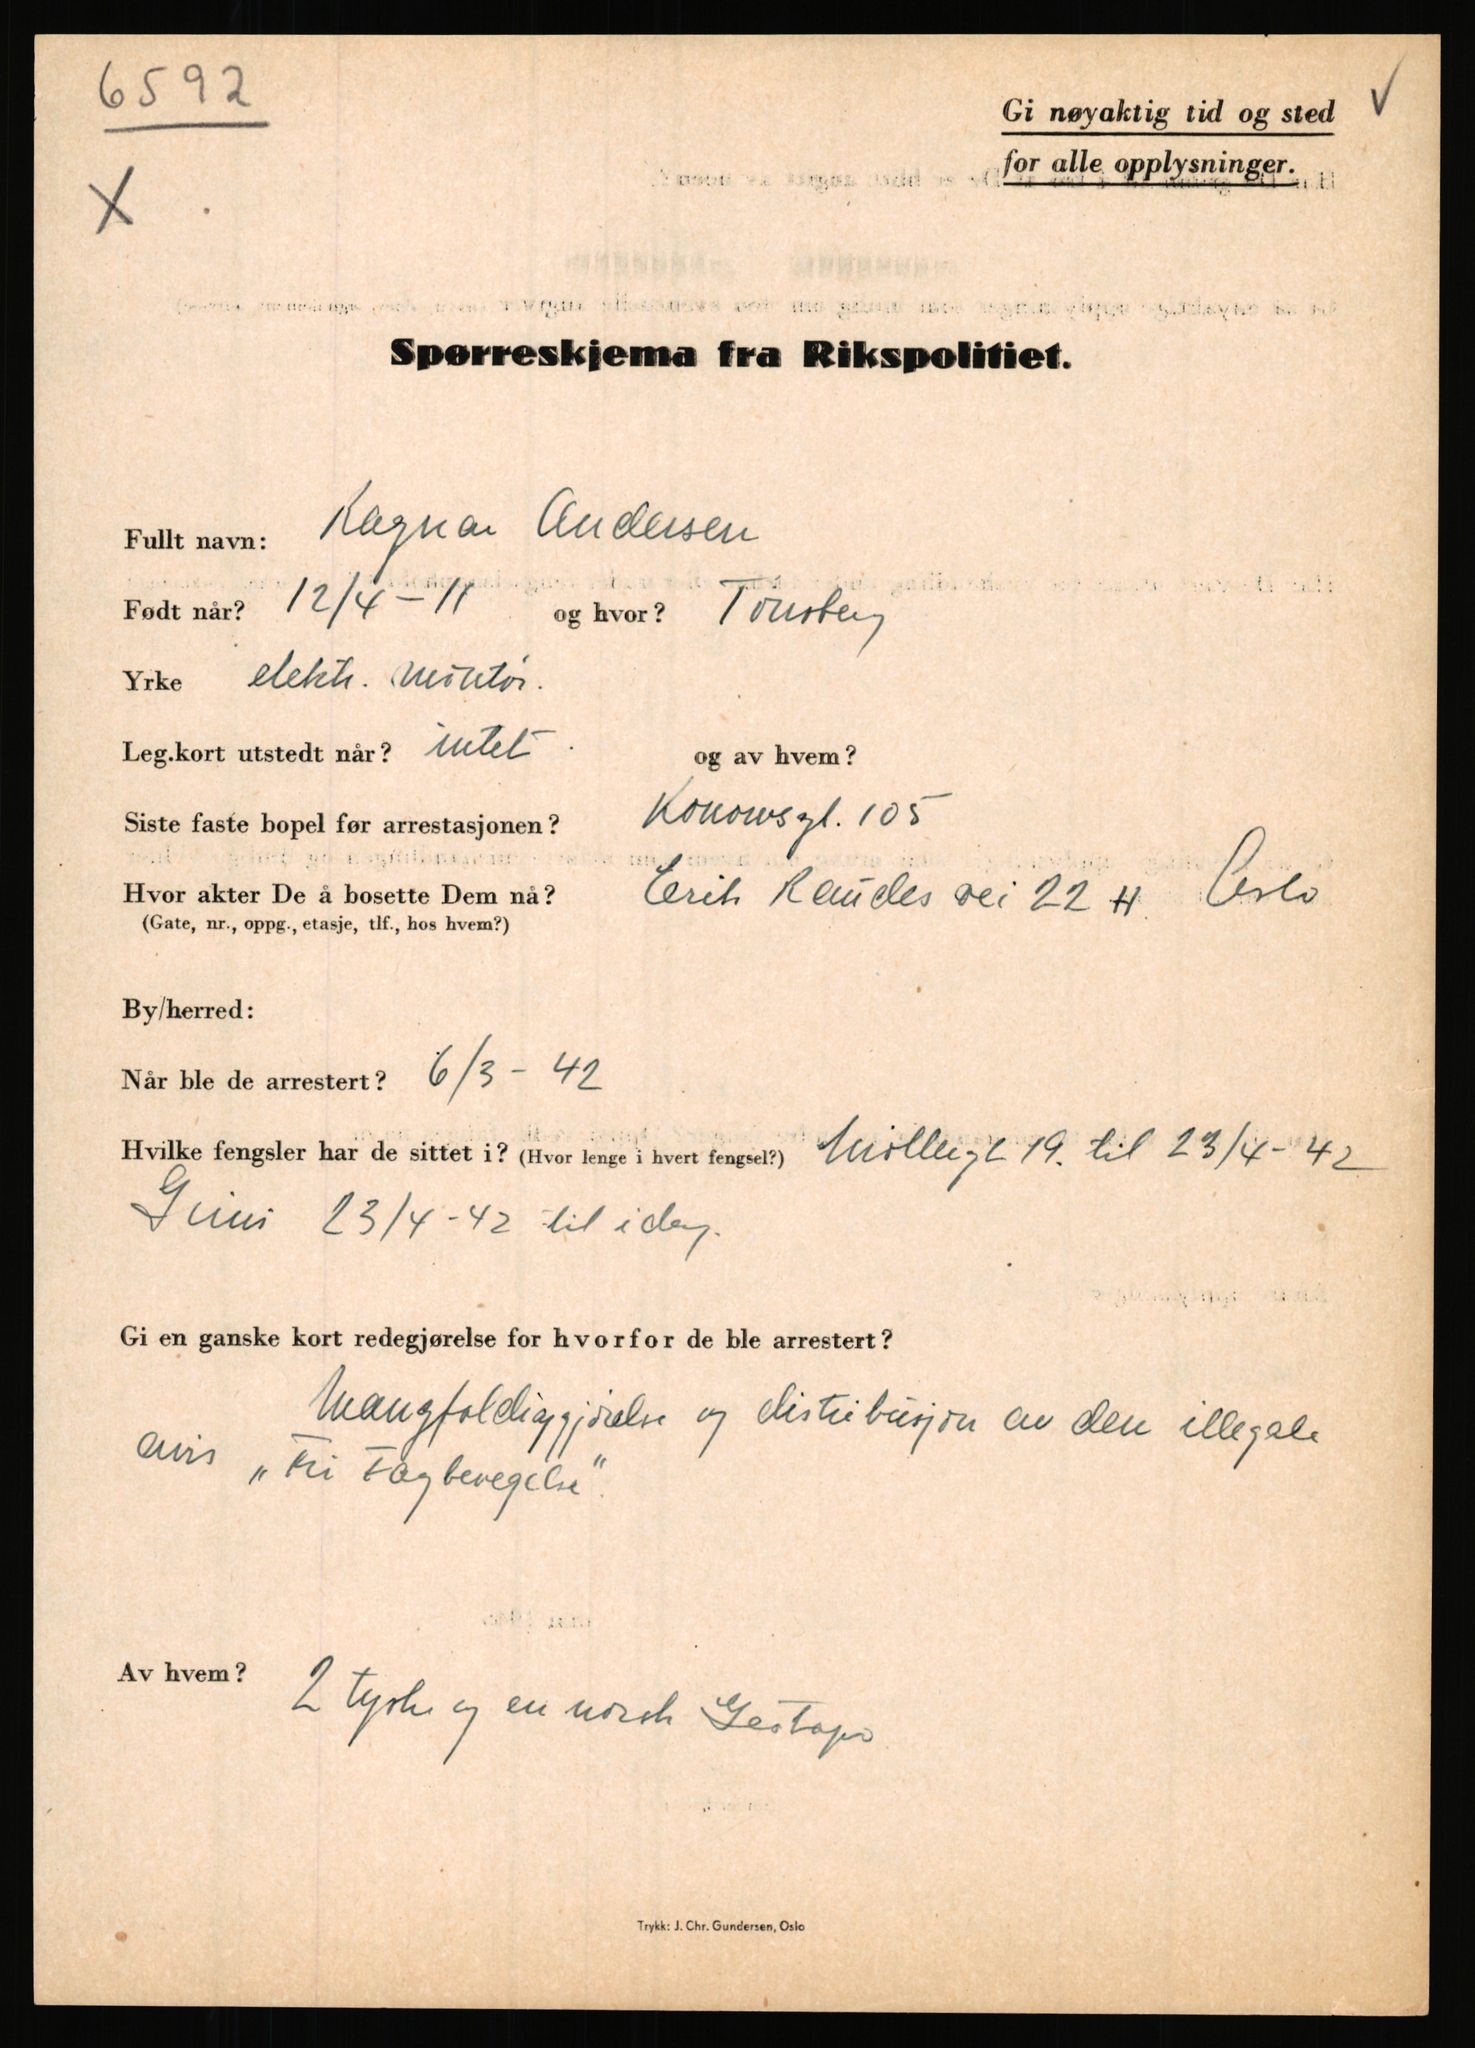 6592
Gi nøyaktig tid og sted
for alle opplysninger.
X
Spørreskjema fra Rikspolitiet.
Fullt navn: Ragnar Andersen
Født når? 12/4-11 og hvor? Tønsberg
Yrke elektr. montør.
Leg.kort utstedt når? intet og av hvem?
Siste faste bopel før arrestasjonen? Konowsgt. 105
Hvor akter De å bosette Dem nå? Erik Raudes vei 22 H Oslo
(Gate, nr., oppg., etasje, tlf., hos hvem?)
By/herred:
Når ble de arrestert? 6/3-42
Hvilke fengsler har de sittet i? (Hvor lenge i hvert fengsel?) Møllergt 19. til 23/4-42
Grini 23/4-42 til idag.
Gi en ganske kort redegjørelse for hvorfor de ble arrestert?
Mangfoldiggjørelse og distribusjon av den illegale
avis „Fri Fagbevegelse".
Av hvem? 2 tyske og en norsk Gestapo
Trykk: J. Chr. Gundersen, Oslo